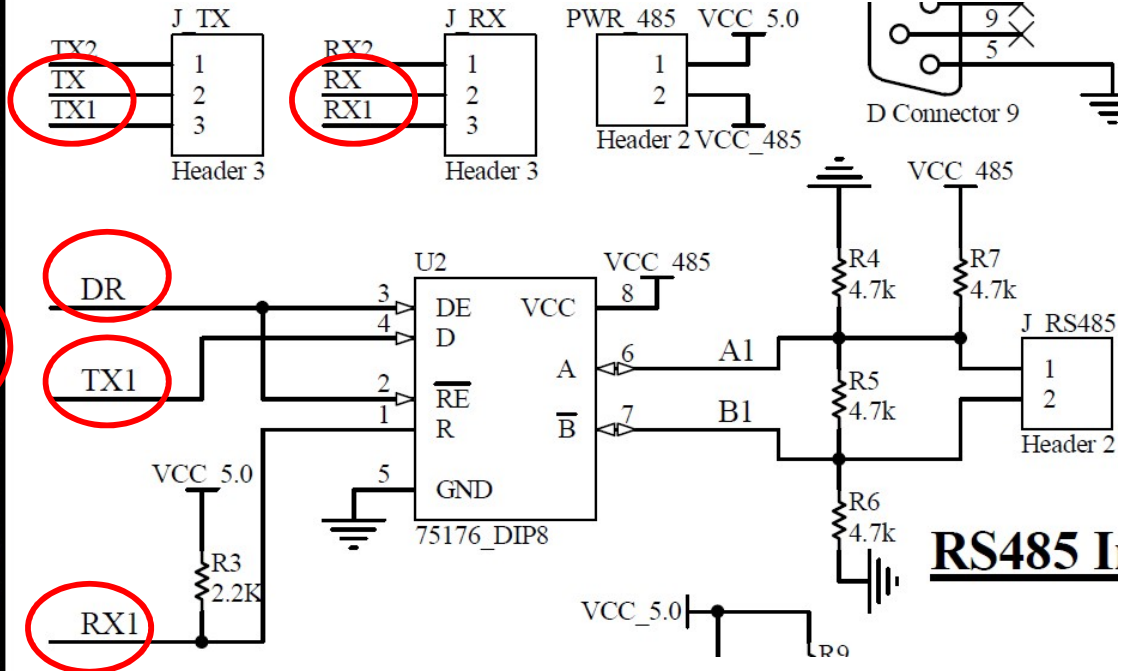 J_TX
TX2
TX
TX1
1
2
3
Header 3
J_RX
RX2
RX
RX1
1
2
3
Header 3
PWR_485
VCC_5.0
1
2
Header 2
VCC_485
9
5
D Connector 9
DR
TX1
RX1
VCC_5.0
R3
2.2K
U2
3
4
2
1
5
DE
D
RE
R
GND
VCC
A
B
8
6
7
75176_DIP8
VCC_485
A1
B1
R4
4.7k
VCC_485
R7
4.7k
R5
4.7k
R6
4.7k
J_RS485
1
2
Header 2
RS485
VCC_5.0
R9